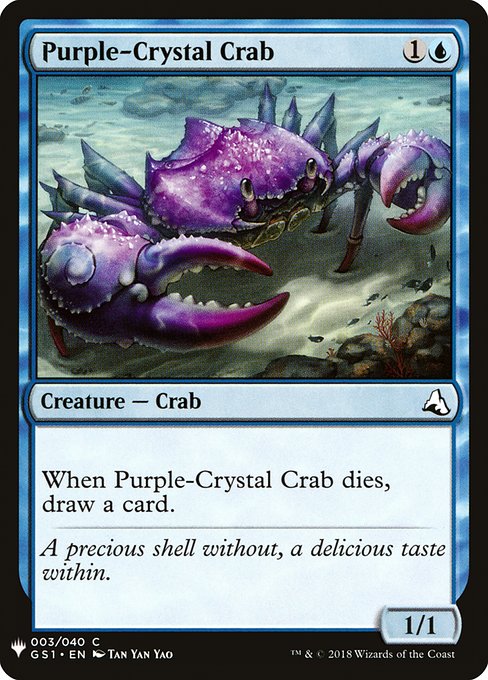 Purple-Crystal Crab 1
Creature — Crab
When Purple-Crystal Crab dies,
draw a card.
A precious shell without, a delicious taste
within.
1/1
003/040 C
GS1 • EN Tan Yan Yao
™ & © 2018 Wizards of the Coast